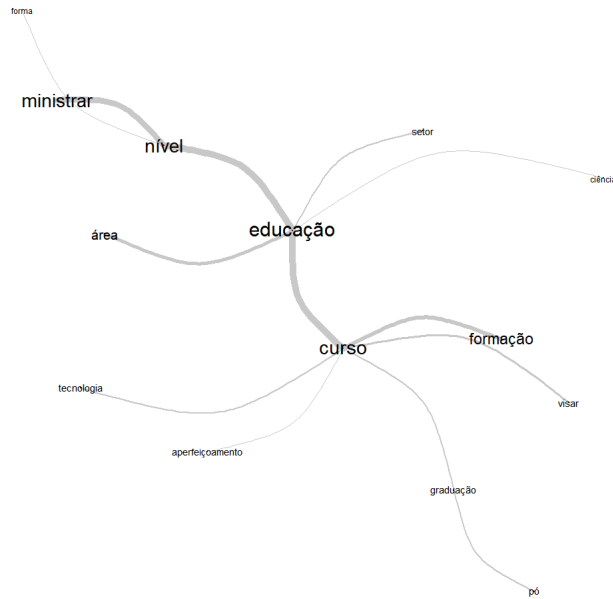 forma
ministrar
nível
setor
ciência
educação
área
formação
curso
tecnologia
visar
aperfeiçoamento
graduação
pó